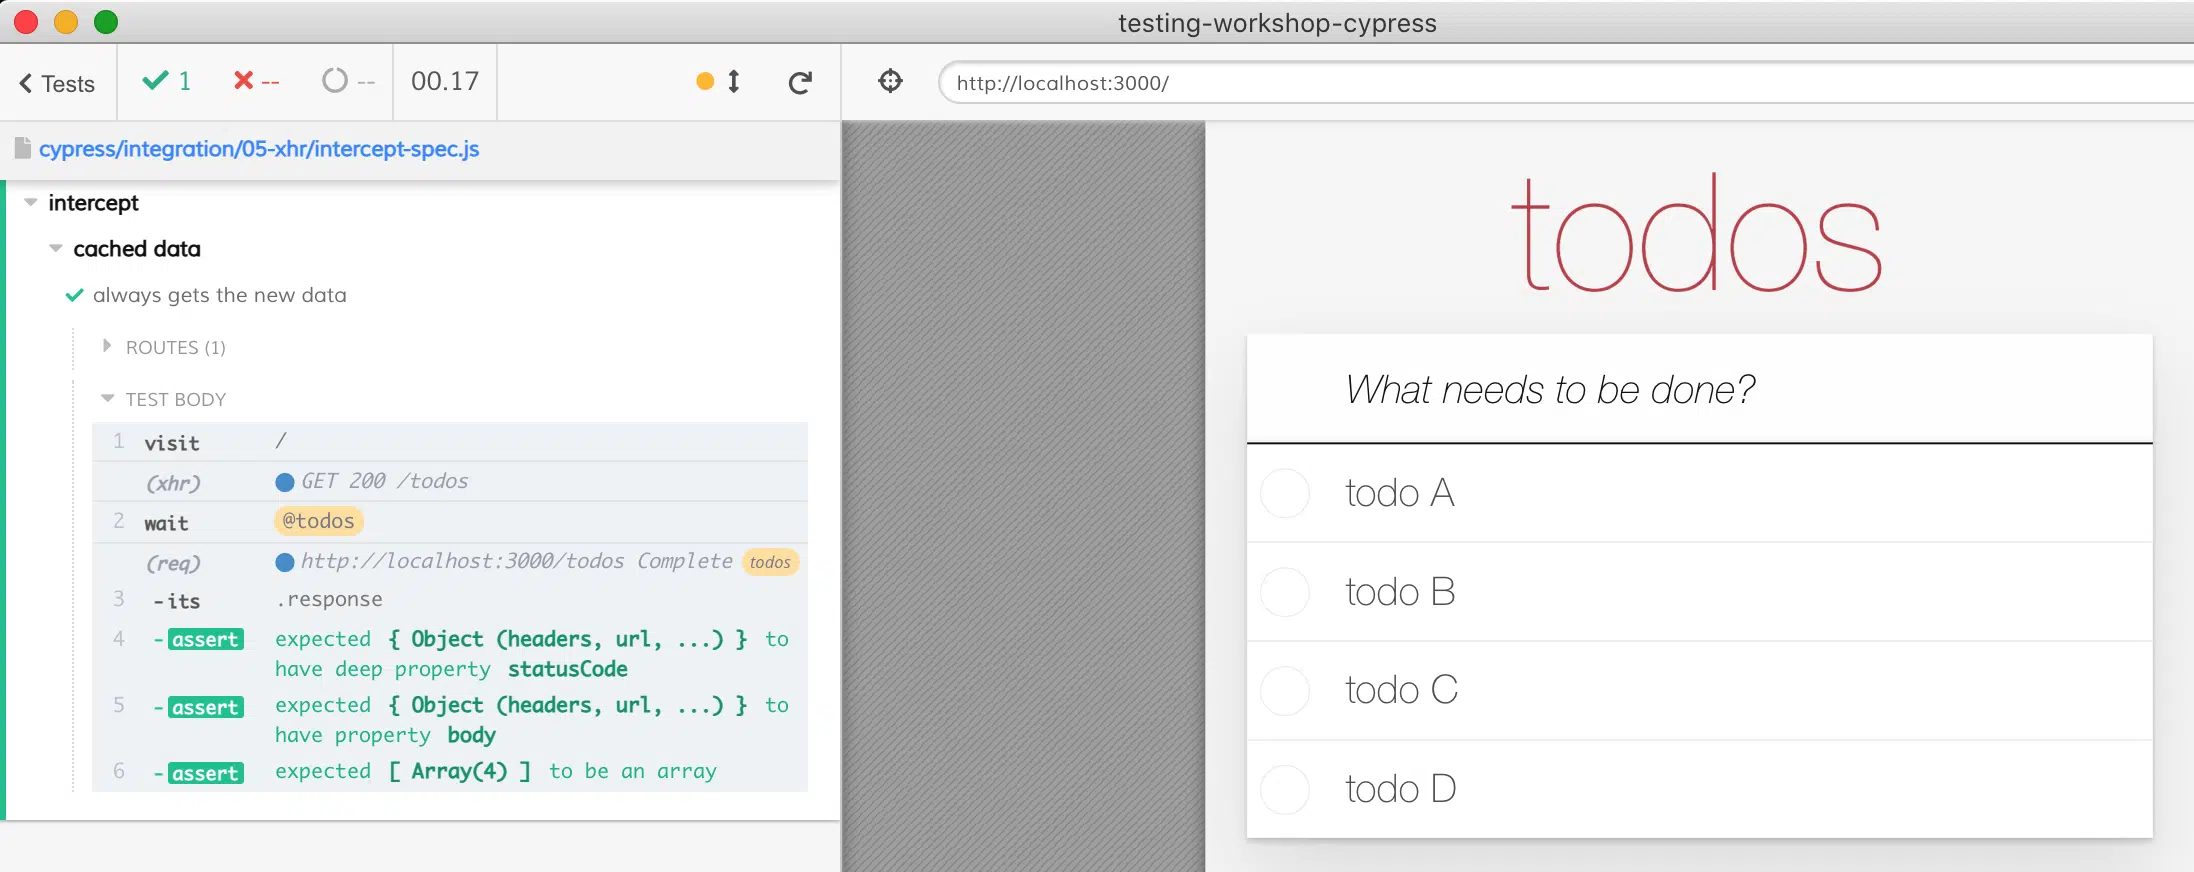 testing-workshop-cypress
Tests 1 -- -- 00.17
http://localhost:3000/
cypress/integration/05-xhr/intercept-spec.js
intercept
cached data
always gets the new data
ROUTES (1)
TEST BODY
1 visit /
(xhr) GET 200 /todos
2 wait @todos
(req) http://localhost:3000/todos Complete todos
3 -its .response
4 -assert expected { Object (headers, url, ...) } to
have deep property statusCode
5 -assert expected { Object (headers, url, ...) } to
have property body
6 -assert expected [ Array(4) ] to be an array
todos
What needs to be done?
todo A
todo B
todo C
todo D